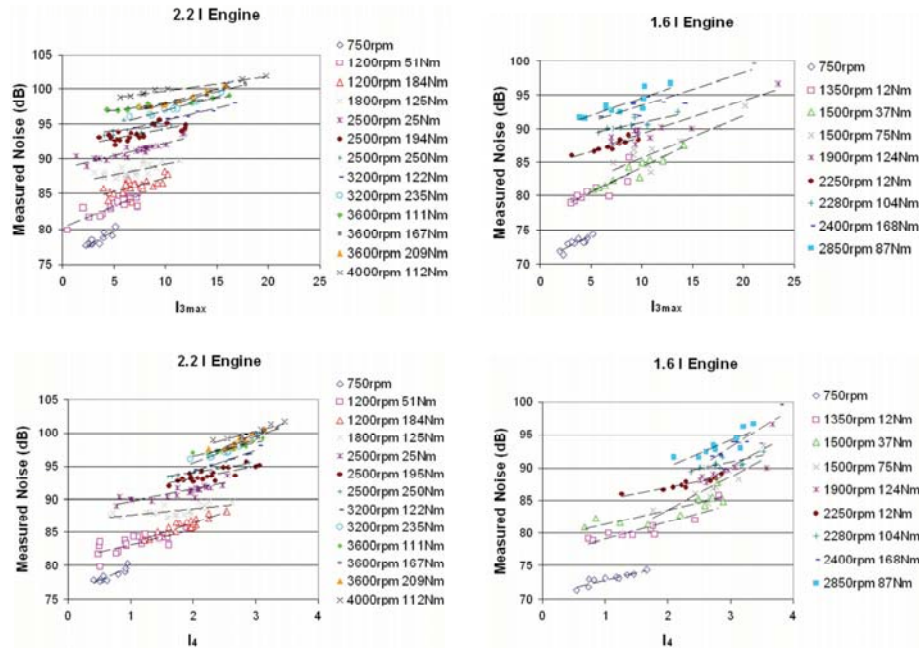 2.2 l Engine
Measured Noise (dB)
105
100
95
90
85
80
75
0 5 10 15 20 25
I3max
750rpm
1200rpm 51Nm
1200rpm 184Nm
1800rpm 125Nm
2500rpm 25Nm
2500rpm 194Nm
2500rpm 250Nm
3200rpm 122Nm
3200rpm 235Nm
3600rpm 111Nm
3600rpm 167Nm
3600rpm 209Nm
4000rpm 112Nm
1.6 l Engine
Measured Noise (dB)
100
95
90
85
80
75
70
0 5 10 15 20 25
I3max
750rpm
1350rpm 12Nm
1500rpm 37Nm
1500rpm 75Nm
1900rpm 124Nm
2250rpm 12Nm
2280rpm 104Nm
2400rpm 168Nm
2850rpm 87Nm
2.2 l Engine
Measured Noise (dB)
105
100
95
90
85
80
75
0 1 2 3 4
I4
750rpm
1200rpm 51Nm
1200rpm 184Nm
1800rpm 125Nm
2500rpm 25Nm
2500rpm 195Nm
2500rpm 250Nm
3200rpm 122Nm
3200rpm 235Nm
3600rpm 111Nm
3600rpm 167Nm
3600rpm 209Nm
4000rpm 112Nm
1.6 l Engine
Measured Noise (dB)
100
95
90
85
80
75
70
0 1 2 3 4
I4
750rpm
1350rpm 12Nm
1500rpm 37Nm
1500rpm 75Nm
1900rpm 124Nm
2250rpm 12Nm
2280rpm 104Nm
2400rpm 168Nm
2850rpm 87Nm